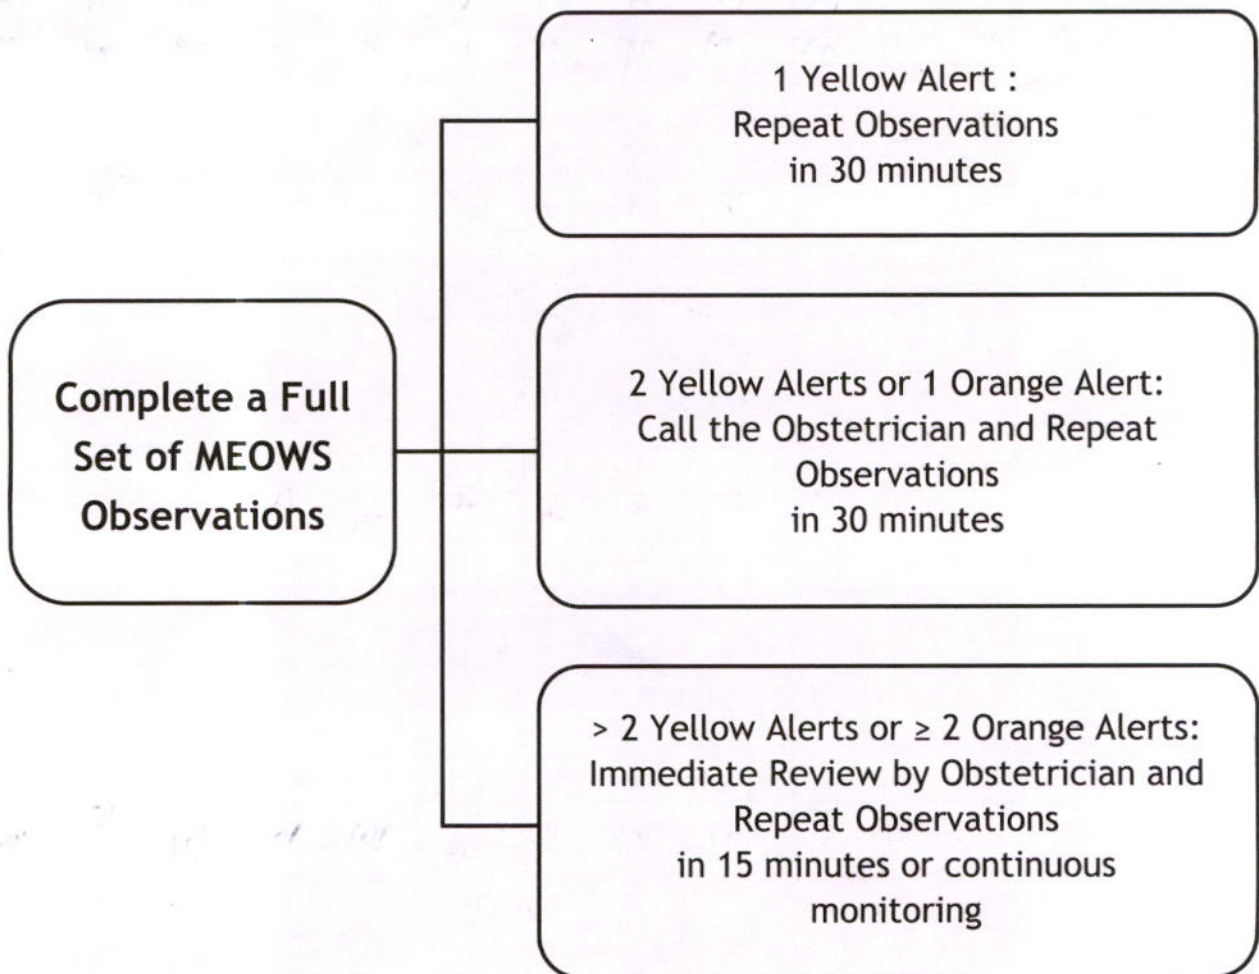 Complete a Full
Set of MEOWS
Observations
1 Yellow Alert :
Repeat Observations
in 30 minutes
2 Yellow Alerts or 1 Orange Alert:
Call the Obstetrician and Repeat
Observations
in 30 minutes
> 2 Yellow Alerts or ≥ 2 Orange Alerts:
Immediate Review by Obstetrician and
Repeat Observations
in 15 minutes or continuous
monitoring